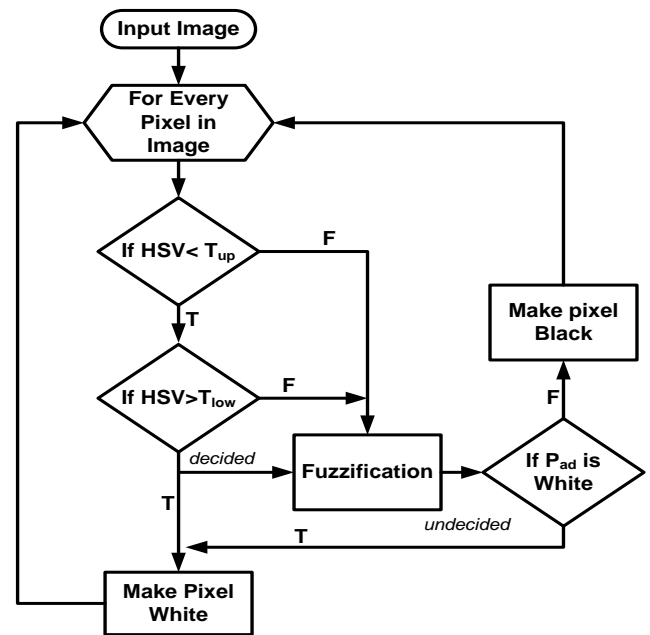 Input Image
For Every
Pixel in
Image
If HSV< Tup
F
T
If HSV>Tlow
F
decided
T
Fuzzification
If Pad is
White
F
Make pixel
Black
undecided
T
Make Pixel
White